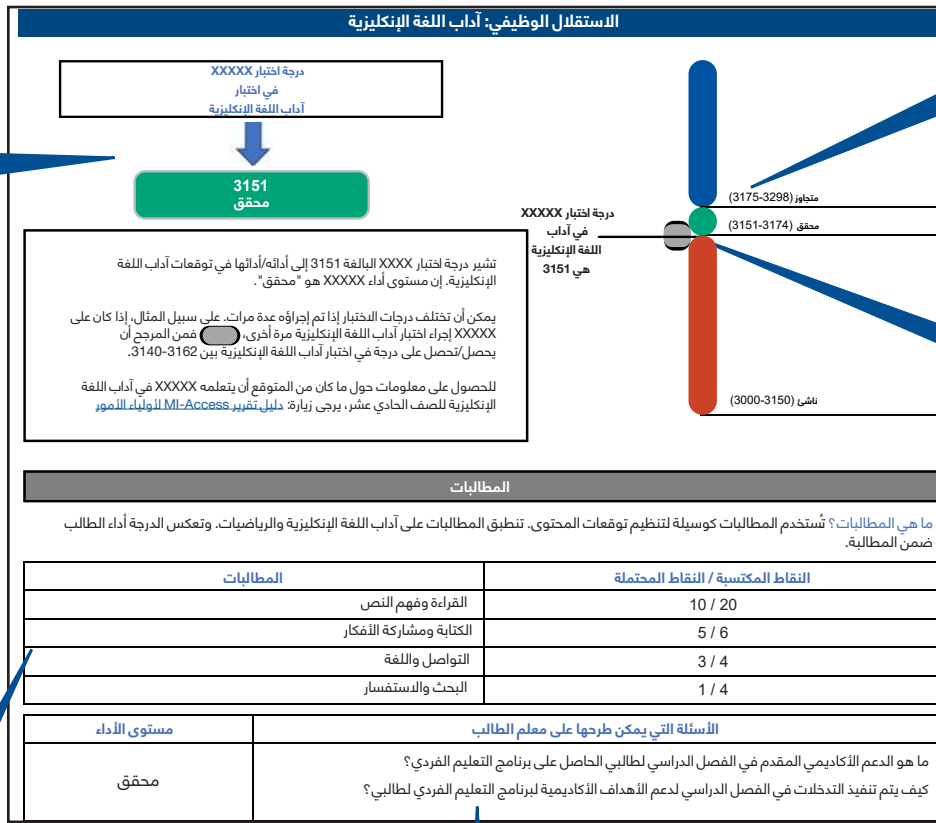 الاستقلال الوظيفي: آداب اللغة الإنكليزية
درجة اختبار XXXXX
في اختبار
آداب اللغة الإنكليزية
3151
محقق
تشير درجة اختبار XXXX البالغة 3151 إلى أدائه/أدائها في توقعات آداب اللغة
الإنكليزية. إن مستوى أداء XXXXX هو "محقق".
يمكن أن تختلف درجات الاختبار إذا تم إجراؤه عدة مرات. على سبيل المثال، إذا كان على
XXXXX إجراء اختبار آداب اللغة الإنكليزية مرة أخرى، فمن المرجح أن
يحصل/تحصل على درجة في اختبار آداب اللغة الإنكليزية بين 3162-3140.
للحصول على معلومات حول ما كان من المتوقع أن يتعلمه XXXXX في آداب اللغة
الإنكليزية للصف الحادي عشر، يرجى زيارة: دليل تقرير MI-Access لأولياء الأمور
درجة اختبار XXXXX
في آداب
اللغة الإنكليزية
هي 3151
متجاوز (3298-3175)
محقق (3174-3151)
ناشئ (3150-3000)
المطالبات
ما هي المطالبات؟ تُستخدم المطالبات كوسيلة لتنظيم توقعات المحتوى. تنطبق المطالبات على آداب اللغة الإنكليزية والرياضيات. وتعكس الدرجة أداء الطالب
ضمن المطالبة.
النقاط المكتسبة / النقاط المحتملة المطالبات
10 / 20 القراءة وفهم النص
5 / 6 الكتابة ومشاركة الأفكار
3 / 4 التواصل واللغة
1 / 4 البحث والاستفسار
الأسئلة التي يمكن طرحها على معلم الطالب مستوى الأداء
ما هو الدعم الأكاديمي المقدم في الفصل الدراسي لطالبي الحاصل على برنامج التعليم الفردي؟
كيف يتم تنفيذ التدخلات في الفصل الدراسي لدعم الأهداف الأكاديمية لبرنامج التعليم الفردي لطالبي؟
محقق